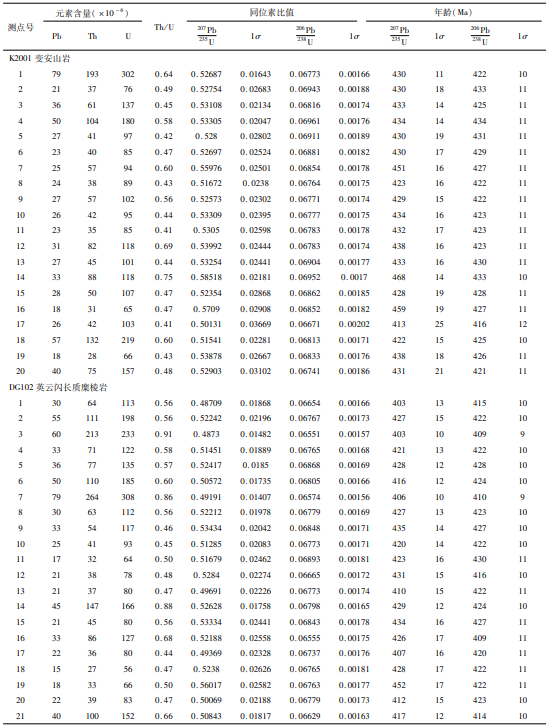 测点号 元素含量(×10⁻⁶) Th/U 同位素比值 年龄(Ma)
Pb Th U ²⁰⁷Pb/²³⁵U 1σ ²⁰⁶Pb/²³⁸U 1σ ²⁰⁷Pb/²³⁵U 1σ ²⁰⁶Pb/²³⁸U 1σ
K2001 变安山岩
1 79 193 302 0.64 0.52687 0.01643 0.06773 0.00166 430 11 422 10
2 21 37 76 0.49 0.52754 0.02683 0.06943 0.00188 430 18 433 11
3 36 61 137 0.45 0.53108 0.02134 0.06816 0.00174 433 14 425 11
4 50 104 180 0.58 0.53305 0.02047 0.06961 0.00176 434 14 434 11
5 27 41 97 0.42 0.528 0.02802 0.06911 0.00189 430 19 431 11
6 23 40 85 0.47 0.52697 0.02524 0.06881 0.00182 430 17 429 11
7 25 57 94 0.60 0.55976 0.02501 0.06854 0.00178 451 16 427 11
8 24 38 89 0.43 0.51672 0.0238 0.06764 0.00175 423 16 422 11
9 27 57 102 0.56 0.52573 0.02302 0.06771 0.00174 429 15 422 11
10 26 42 95 0.44 0.53309 0.02395 0.06777 0.00175 434 16 423 11
11 23 35 85 0.41 0.5305 0.02598 0.06783 0.00178 432 17 423 11
12 31 82 118 0.69 0.53992 0.02444 0.06783 0.00174 438 16 423 11
13 27 45 101 0.44 0.53254 0.02441 0.06904 0.00177 433 16 430 11
14 33 88 118 0.75 0.58518 0.02181 0.06952 0.0017 468 14 433 10
15 28 50 107 0.47 0.52354 0.02868 0.06862 0.00185 428 19 428 11
16 18 31 65 0.47 0.5709 0.02908 0.06852 0.00182 459 19 427 11
17 26 42 103 0.41 0.50131 0.03669 0.06671 0.00202 413 25 416 12
18 57 132 219 0.60 0.51541 0.02281 0.06813 0.00171 422 15 425 10
19 18 28 66 0.43 0.53878 0.02667 0.06833 0.00176 438 18 426 11
20 40 75 157 0.48 0.52903 0.03102 0.06741 0.00186 431 21 421 11
DG102 英云闪长质糜棱岩
1 30 64 113 0.56 0.48709 0.01868 0.06654 0.00166 403 13 415 10
2 55 111 198 0.56 0.52242 0.02196 0.06767 0.00173 427 15 422 10
3 60 213 233 0.91 0.4873 0.01482 0.06551 0.00157 403 10 409 9
4 33 71 122 0.58 0.51451 0.01889 0.06765 0.00168 421 13 422 10
5 36 77 135 0.57 0.52417 0.0185 0.06868 0.00169 428 12 428 10
6 50 110 185 0.60 0.50572 0.01735 0.06805 0.00166 416 12 424 10
7 79 264 308 0.86 0.49191 0.01407 0.06574 0.00156 406 10 410 9
8 30 63 112 0.56 0.52212 0.01978 0.06779 0.00169 427 13 423 10
9 33 54 117 0.46 0.53434 0.02042 0.06848 0.00171 435 14 427 10
10 25 41 93 0.45 0.51285 0.02083 0.06773 0.00171 420 14 422 10
11 17 32 64 0.50 0.51679 0.02462 0.06893 0.00181 423 16 430 11
12 21 38 78 0.48 0.5284 0.02274 0.06665 0.00172 431 15 416 10
13 21 37 80 0.47 0.49691 0.02226 0.06773 0.00174 410 15 422 11
14 45 147 166 0.88 0.52628 0.01758 0.06798 0.00165 429 12 424 10
15 21 45 80 0.56 0.53334 0.02441 0.06843 0.00178 434 16 427 11
16 33 86 127 0.68 0.52188 0.02558 0.06555 0.00175 426 17 409 11
17 22 36 80 0.44 0.49369 0.02328 0.06737 0.00176 407 16 420 11
18 15 27 56 0.47 0.5238 0.02626 0.06765 0.00181 428 17 422 11
19 18 33 66 0.50 0.56017 0.02582 0.06763 0.00177 452 17 422 11
20 22 39 83 0.47 0.50069 0.02188 0.06779 0.00173 412 15 423 10
21 40 100 152 0.66 0.50843 0.01817 0.06629 0.00163 417 12 414 10